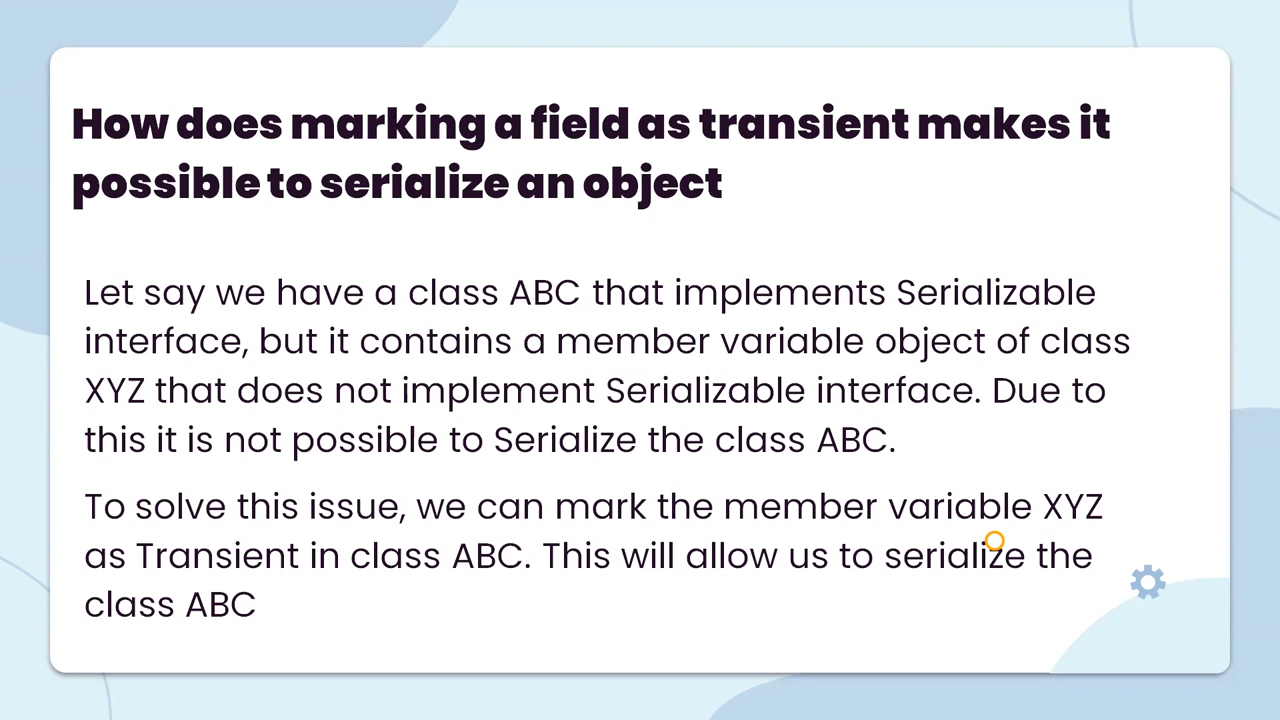 How does marking a field as transient makes it
possible to serialize an object
Let say we have a class ABC that implements Serializable
interface, but it contains a member variable object of class
XYZ that does not implement Serializable interface. Due to
this it is not possible to Serialize the class ABC.
To solve this issue, we can mark the member variable XYZ
as Transient in class ABC. This will allow us to serialize the
class ABC